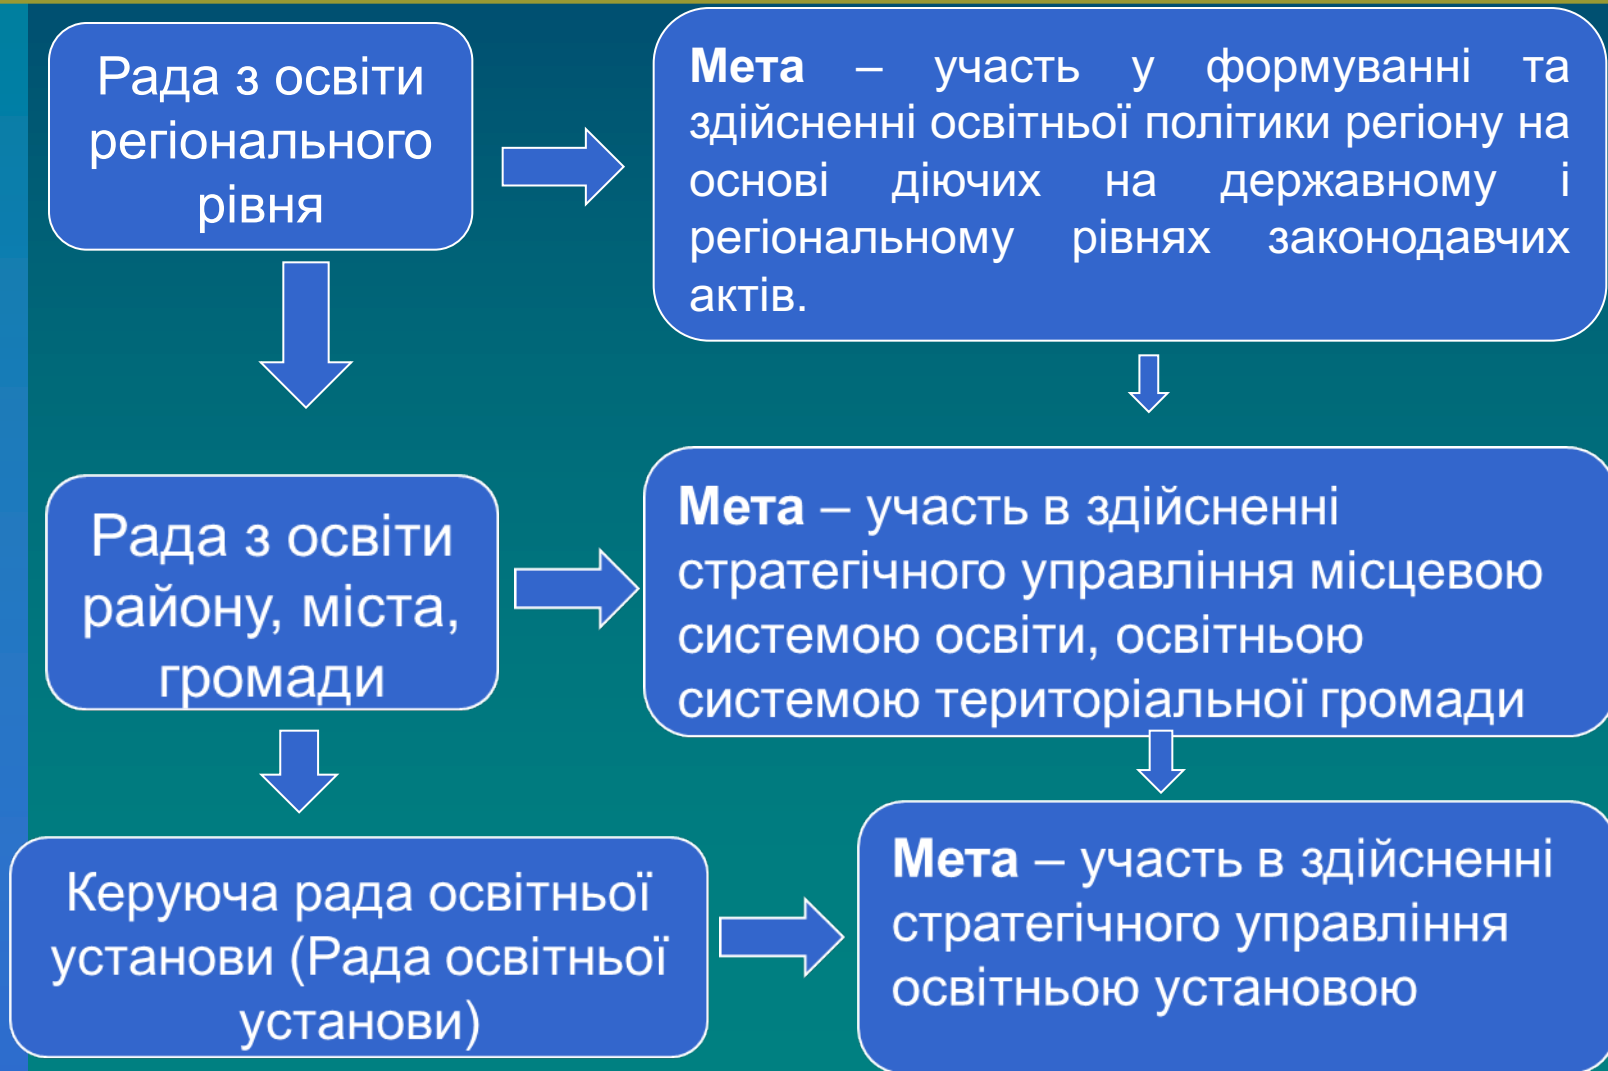 Рада з освіти
регіонального
рівня
Мета – участь у формуванні та
здійсненні освітньої політики регіону на
основі діючих на державному і
регіональному рівнях законодавчих
актів.
Рада з освіти
району, міста,
громади
Мета – участь в здійсненні
стратегічного управління місцевою
системою освіти, освітньою
системою територіальної громади
Керуюча рада освітньої
установи (Рада освітньої
установи)
Мета – участь в здійсненні
стратегічного управління
освітньою установою